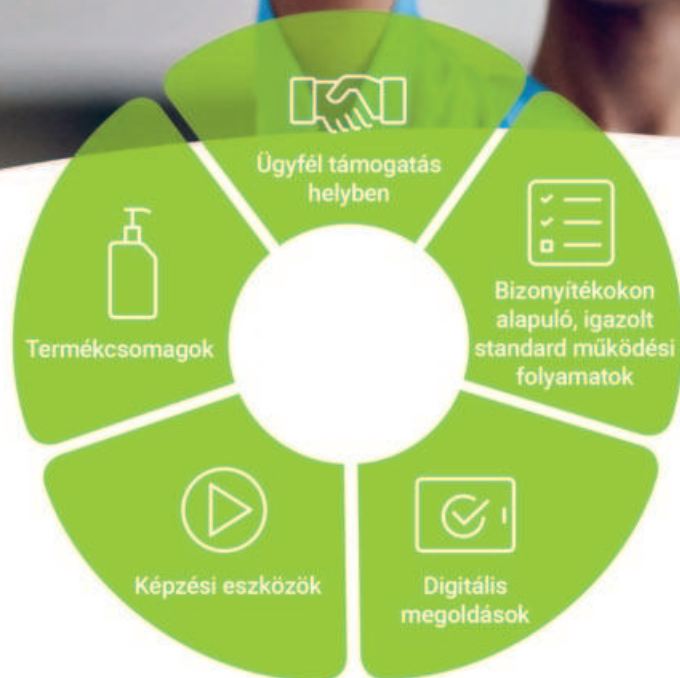 Ügyfél támogatás
helyben
Bizonyítékokon
alapuló, igazolt
standard működési
folyamatok
Termékcsomagok
Képzési eszközök
Digitális
megoldások